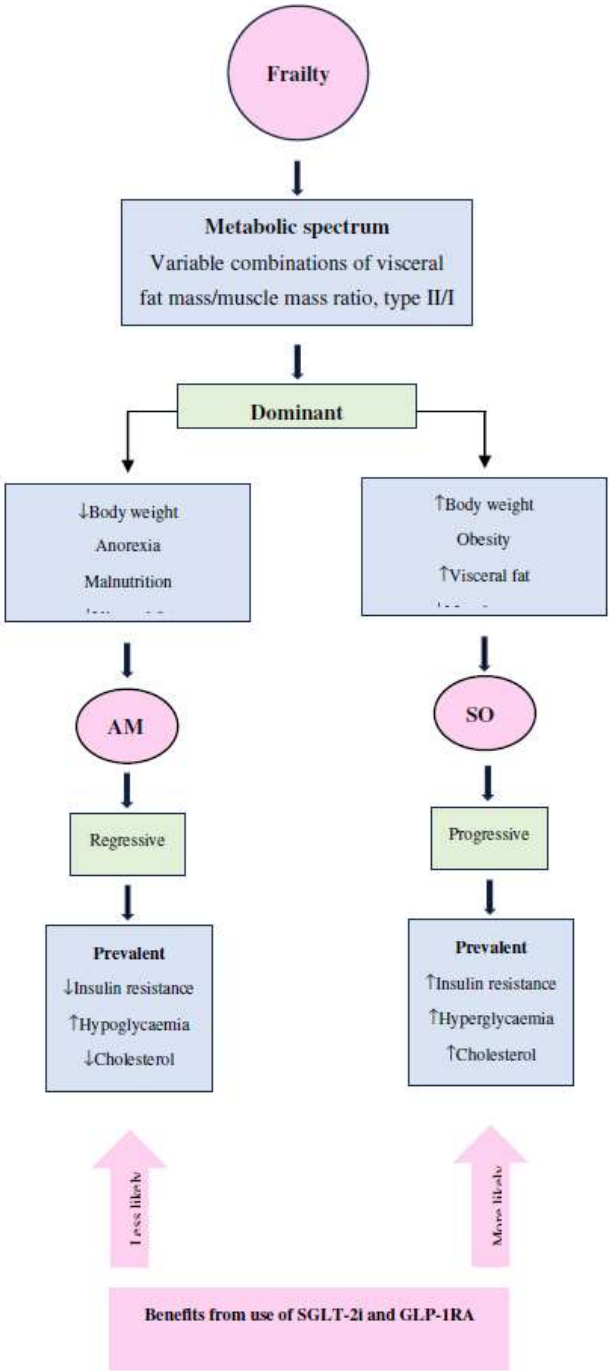 Frailty
Metabolic spectrum
Variable combinations of visceral
fat mass/muscle mass ratio, type II/I
Dominant
↓Body weight
Anorexia
Malnutrition
↑Body weight
Obesity
↑Visceral fat
AM
SO
Regressive
Progressive
Prevalent
↓Insulin resistance
↑Hypoglycaemia
↓Cholesterol
Prevalent
↑Insulin resistance
↑Hyperglycaemia
↑Cholesterol
Less likely
More likely
Benefits from use of SGLT-2i and GLP-1RA